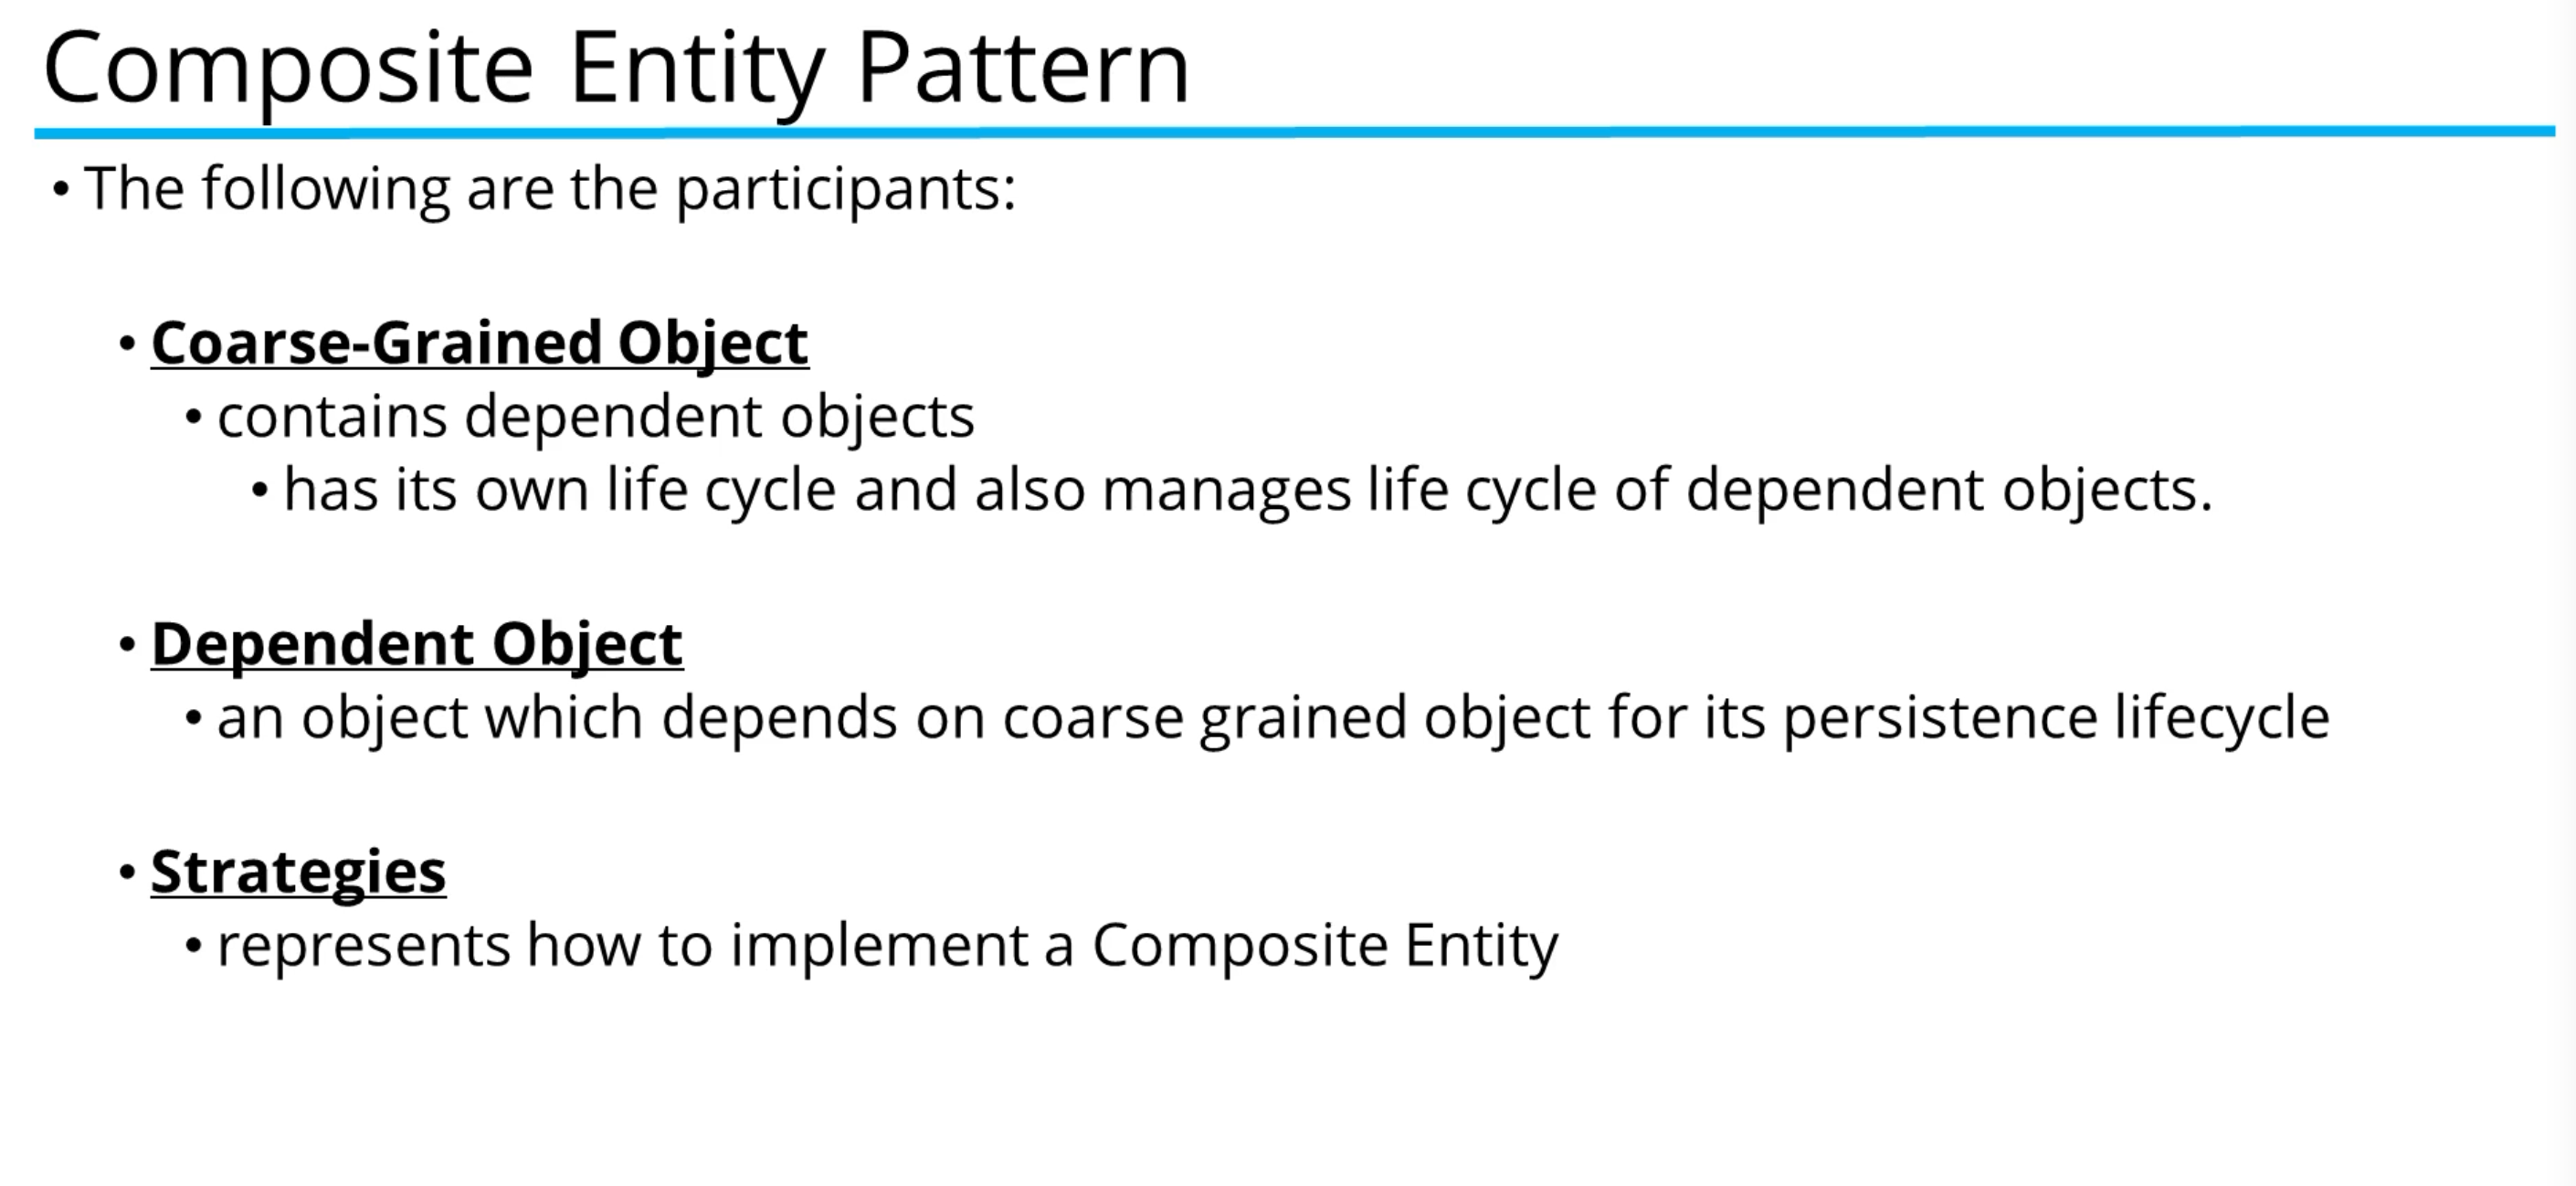 Composite Entity Pattern
• The following are the participants:
• Coarse-Grained Object
• contains dependent objects
• has its own life cycle and also manages life cycle of dependent objects.
• Dependent Object
• an object which depends on coarse grained object for its persistence lifecycle
• Strategies
• represents how to implement a Composite Entity